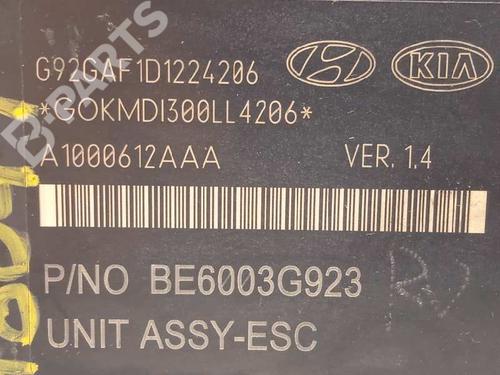 G92GAF1D1224206
*GOKMDI300LL4206*
KIA
A1000612AAA VER. 1.4
P/NO BE6003G923
UNIT ASSY-ESC
B-PARTS